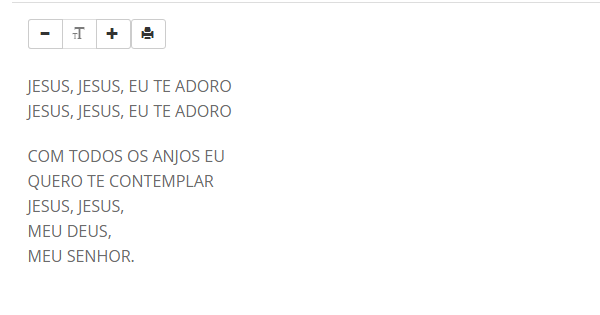 JESUS, JESUS, EU TE ADORO
JESUS, JESUS, EU TE ADORO
COM TODOS OS ANJOS EU
QUERO TE CONTEMPLAR
JESUS, JESUS,
MEU DEUS,
MEU SENHOR.